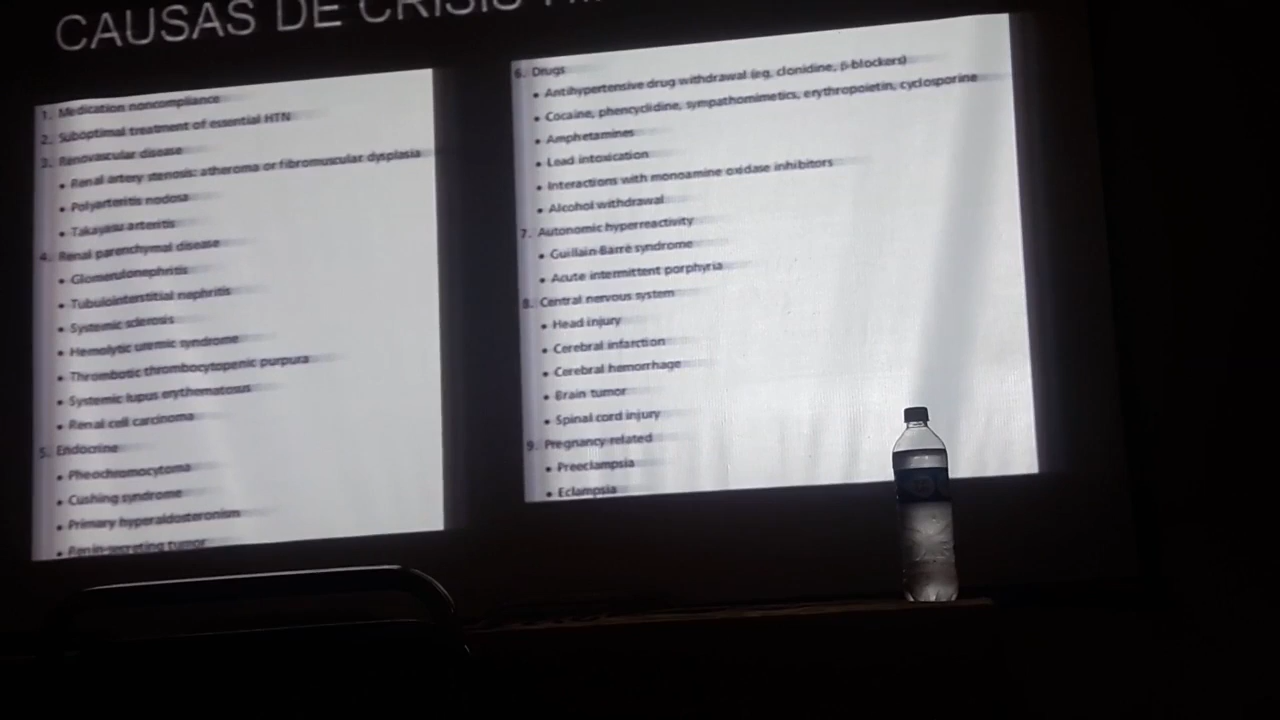 CAUSAS DE CRISIS
1. Medication noncompliance
2. Suboptimal treatment of essential HTN
3. Renovascular disease
• Renal artery stenosis: atheroma or fibromuscular dysplasia
• Polyarteritis nodosa
• Takayasu arteritis
4. Renal parenchymal disease
• Glomerulonephritis
• Tubulointerstitial nephritis
• Systemic sclerosis
• Hemolytic uremic syndrome
• Thrombotic thrombocytopenic purpura
• Systemic lupus erythematosus
• Renal cell carcinoma
5. Endocrine
• Pheochromocytoma
• Cushing syndrome
• Primary hyperaldosteronism
• Renin-secreting tumor
6. Drugs
• Antihypertensive drug withdrawal (eg, clonidine, β-blockers)
• Cocaine, phencyclidine, sympathomimetics, erythropoietin, cyclosporine
• Amphetamines
• Lead intoxication
• Interactions with monoamine oxidase inhibitors
• Alcohol withdrawal
7. Autonomic hyperreactivity
• Guillain-Barré syndrome
• Acute intermittent porphyria
8. Central nervous system
• Head injury
• Cerebral infarction
• Cerebral hemorrhage
• Brain tumor
• Spinal cord injury
9. Pregnancy-related
• Preeclampsia
• Eclampsia